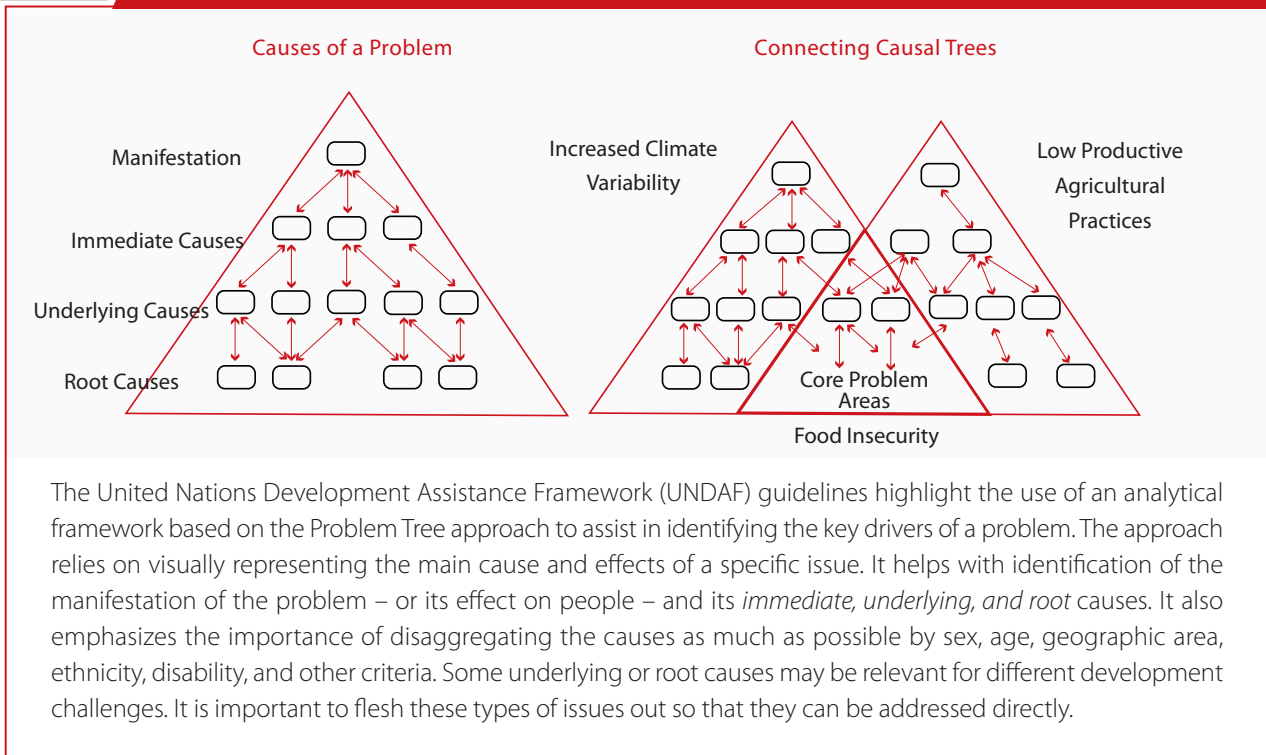 Causes of a Problem
Manifestation
Immediate Causes
Underlying Causes
Root Causes
Connecting Causal Trees
Increased Climate
Variability
Low Productive
Agricultural
Practices
Core Problem
Areas
Food Insecurity
The United Nations Development Assistance Framework (UNDAF) guidelines highlight the use of an analytical
framework based on the Problem Tree approach to assist in identifying the key drivers of a problem. The approach
relies on visually representing the main cause and effects of a specific issue. It helps with identification of the
manifestation of the problem – or its effect on people – and its immediate, underlying, and root causes. It also
emphasizes the importance of disaggregating the causes as much as possible by sex, age, geographic area,
ethnicity, disability, and other criteria. Some underlying or root causes may be relevant for different development
challenges. It is important to flesh these types of issues out so that they can be addressed directly.